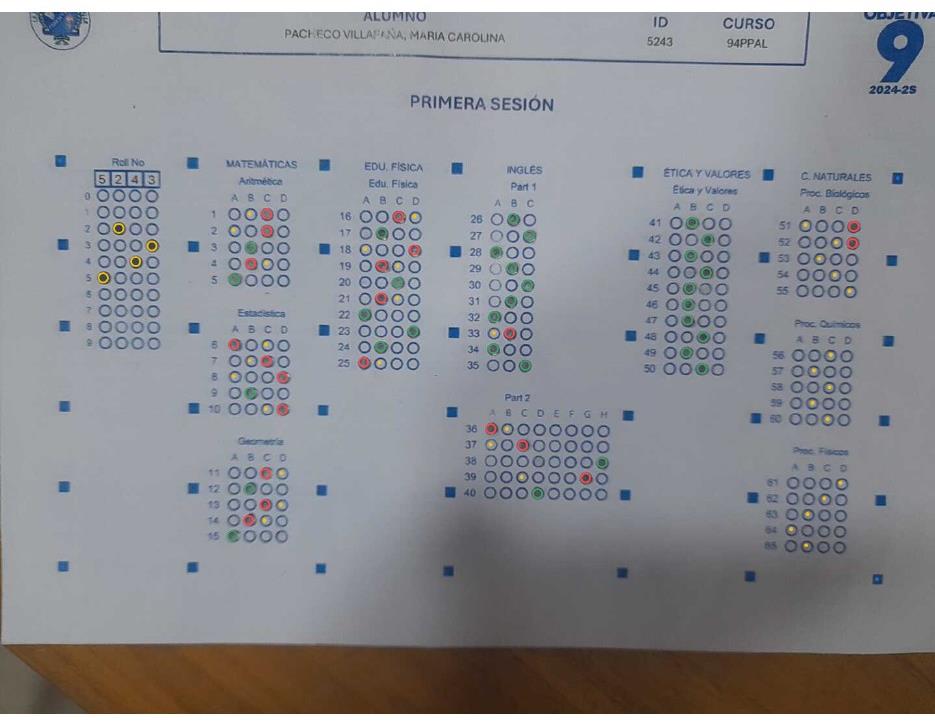 ALUMNO
PACHECO VILLAFAÑA, MARIA CAROLINA
ID
5243
CURSO
94PPAL
OBJETIVA
9
2024-25
PRIMERA SESIÓN
Roll No
5 2 4 3
0
1
2
3
4
5
6
7
8
9
MATEMÁTICAS
Aritmética
A B C D
1
2
3
4
5
Estadística
A B C D
6
7
8
9
10
Geometría
A B C D
11
12
13
14
15
EDU. FÍSICA
Edu. Física
A B C D
16
17
18
19
20
21
22
23
24
25
INGLÉS
Part 1
A B C
26
27
28
29
30
31
32
33
34
35
Part 2
A B C D E F G H
36
37
38
39
40
ÉTICA Y VALORES
Ética y Valores
A B C D
41
42
43
44
45
46
47
48
49
50
C. NATURALES
Proc. Biológicos
A B C D
51
52
53
54
55
Proc. Químicos
A B C D
56
57
58
59
60
Proc. Físicos
A B C D
61
62
63
64
65